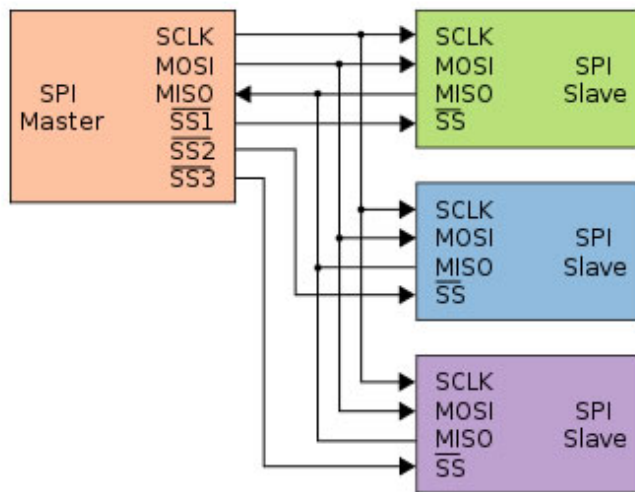 SCLK
MOSI
MISO
SS1
SS2
SS3
SPI
Master
SCLK
MOSI
MISO
SS
SPI
Slave
SCLK
MOSI
MISO
SS
SPI
Slave
SCLK
MOSI
MISO
SS
SPI
Slave